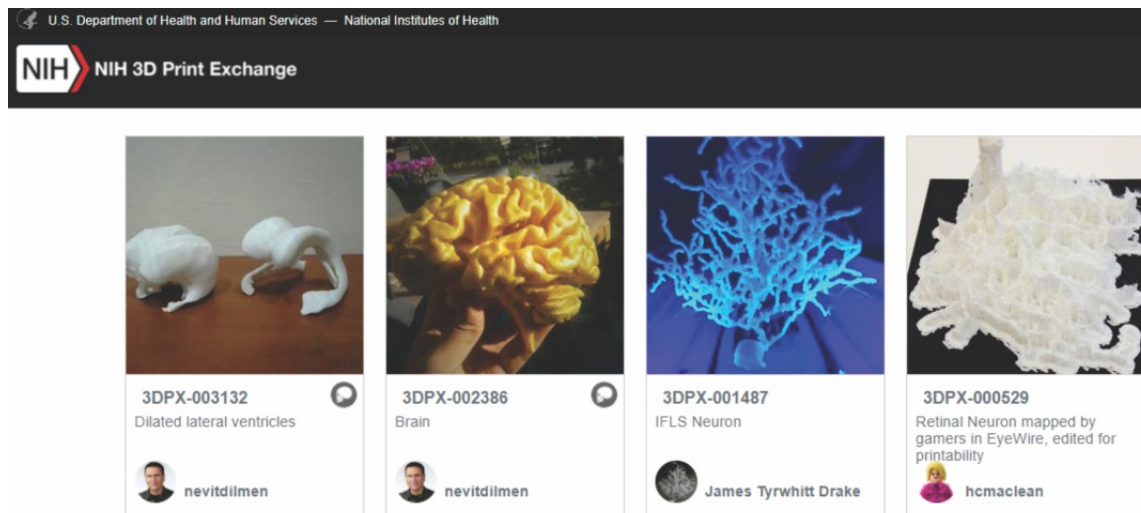 U.S. Department of Health and Human Services — National Institutes of Health
NIH NIH 3D Print Exchange
3DPX-003132
Dilated lateral ventricles
nevitdilmen
3DPX-002386
Brain
nevitdilmen
3DPX-001487
IFLS Neuron
James Tyrwhitt Drake
3DPX-000529
Retinal Neuron mapped by
gamers in EyeWire, edited for
printability
hcmaclean